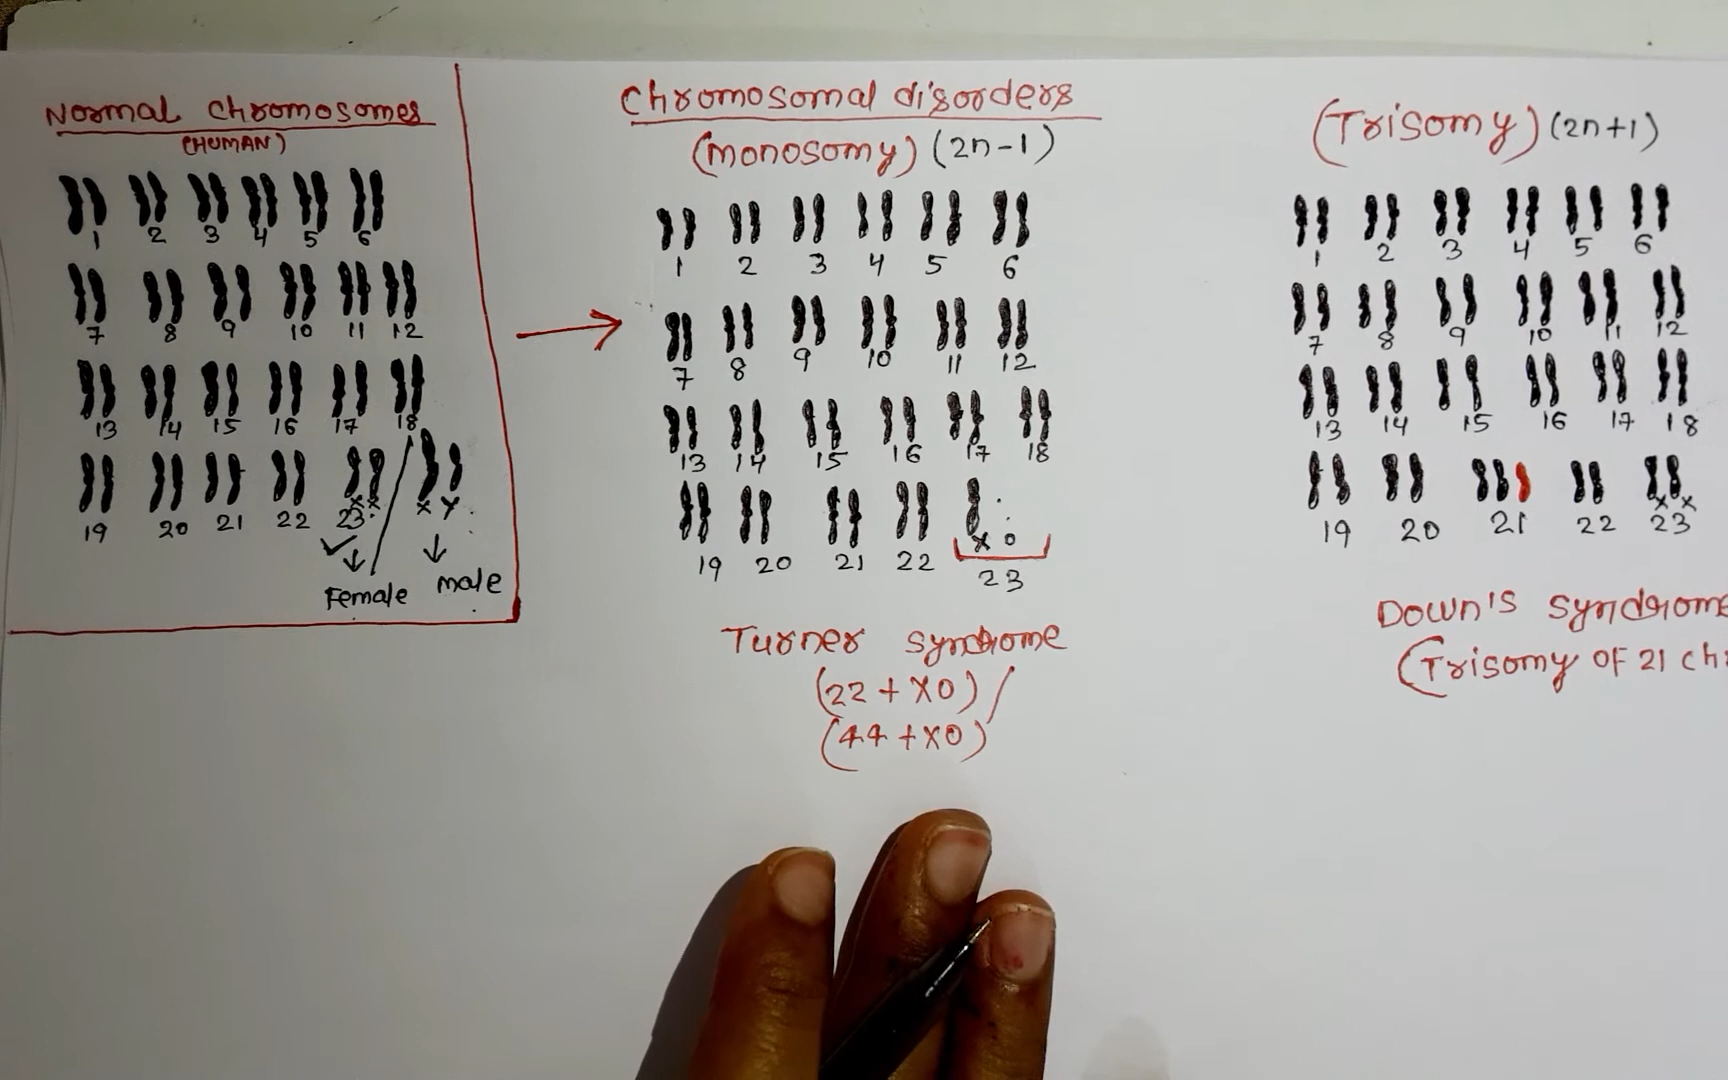 Normal Chromosomes
(HUMAN)
1 2 3 4 5 6
7 8 9 10 11 12
13 14 15 16 17 18
19 20 21 22 23 x x x y
Female male
Chromosomal disorders
(monosomy) (2n-1)
1 2 3 4 5 6
7 8 9 10 11 12
13 14 15 16 17 18
x o
19 20 21 22 23
Turner syndrome
(22 + XO) /
(44 + XO)
(Trisomy) (2n+1)
1 2 3 4 5 6
7 8 9 10 11 12
13 14 15 16 17 18
x x
19 20 21 22 23
Down's syndrome
(Trisomy OF 21 ch